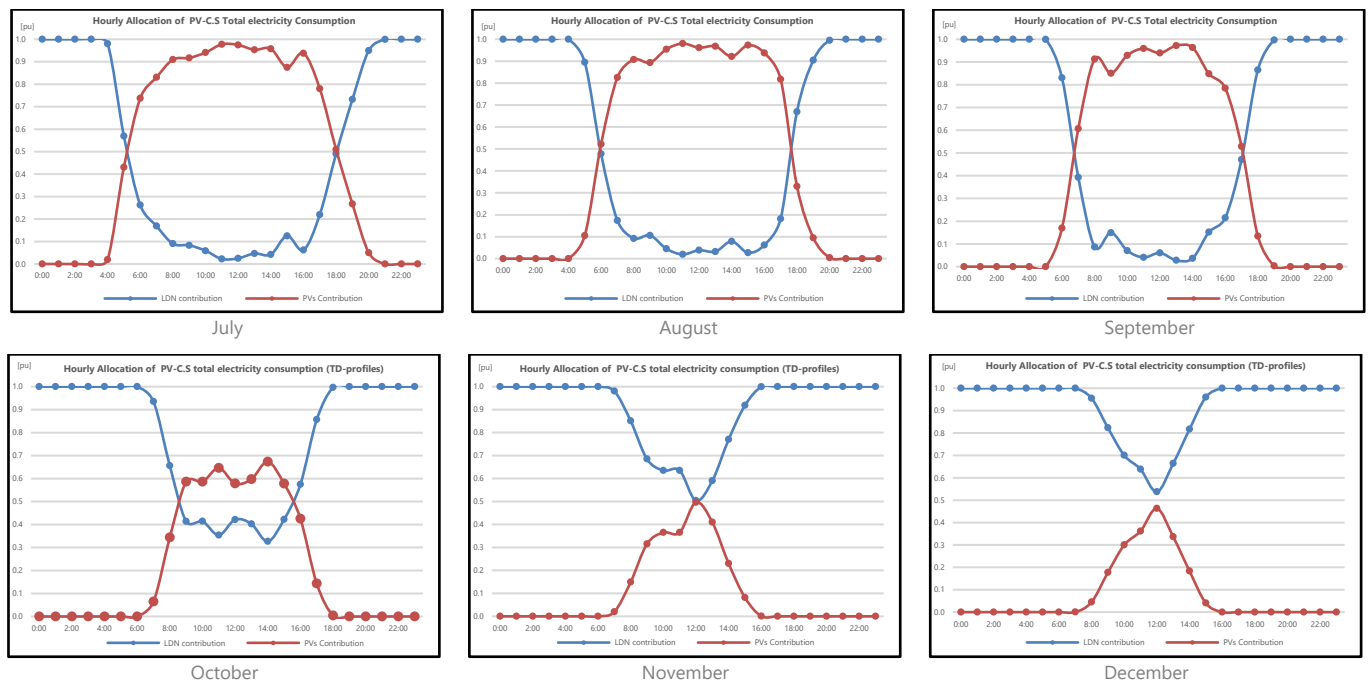 Hourly Allocation of PV-C.S Total electricity Consumption
[pu]
1.0
0.9
0.8
0.7
0.6
0.5
0.4
0.3
0.2
0.1
0.0
0:00 2:00 4:00 6:00 8:00 10:00 12:00 14:00 16:00 18:00 20:00 22:00
LDN contribution PVs Contribution
July
Hourly Allocation of PV-C.S Total electricity Consumption
[pu]
1.0
0.9
0.8
0.7
0.6
0.5
0.4
0.3
0.2
0.1
0.0
0:00 2:00 4:00 6:00 8:00 10:00 12:00 14:00 16:00 18:00 20:00 22:00
LDN contribution PVs Contribution
August
Hourly Allocation of PV-C.S Total electricity Consumption
[pu]
1.0
0.9
0.8
0.7
0.6
0.5
0.4
0.3
0.2
0.1
0.0
0:00 2:00 4:00 6:00 8:00 10:00 12:00 14:00 16:00 18:00 20:00 22:00
LDN contribution PVs Contribution
September
Hourly Allocation of PV-C.S total electricity consumption (TD-profiles)
[pu]
1.0
0.9
0.8
0.7
0.6
0.5
0.4
0.3
0.2
0.1
0.0
0:00 2:00 4:00 6:00 8:00 10:00 12:00 14:00 16:00 18:00 20:00 22:00
LDN contribution PVs Contribution
October
Hourly Allocation of PV-C.S total electricity consumption (TD-profiles)
[pu]
1.0
0.9
0.8
0.7
0.6
0.5
0.4
0.3
0.2
0.1
0.0
0:00 2:00 4:00 6:00 8:00 10:00 12:00 14:00 16:00 18:00 20:00 22:00
LDN contribution PVs Contribution
November
Hourly Allocation of PV-C.S total electricity consumption (TD-profiles)
[pu]
1.0
0.9
0.8
0.7
0.6
0.5
0.4
0.3
0.2
0.1
0.0
0:00 2:00 4:00 6:00 8:00 10:00 12:00 14:00 16:00 18:00 20:00 22:00
LDN contribution PVs Contribution
December